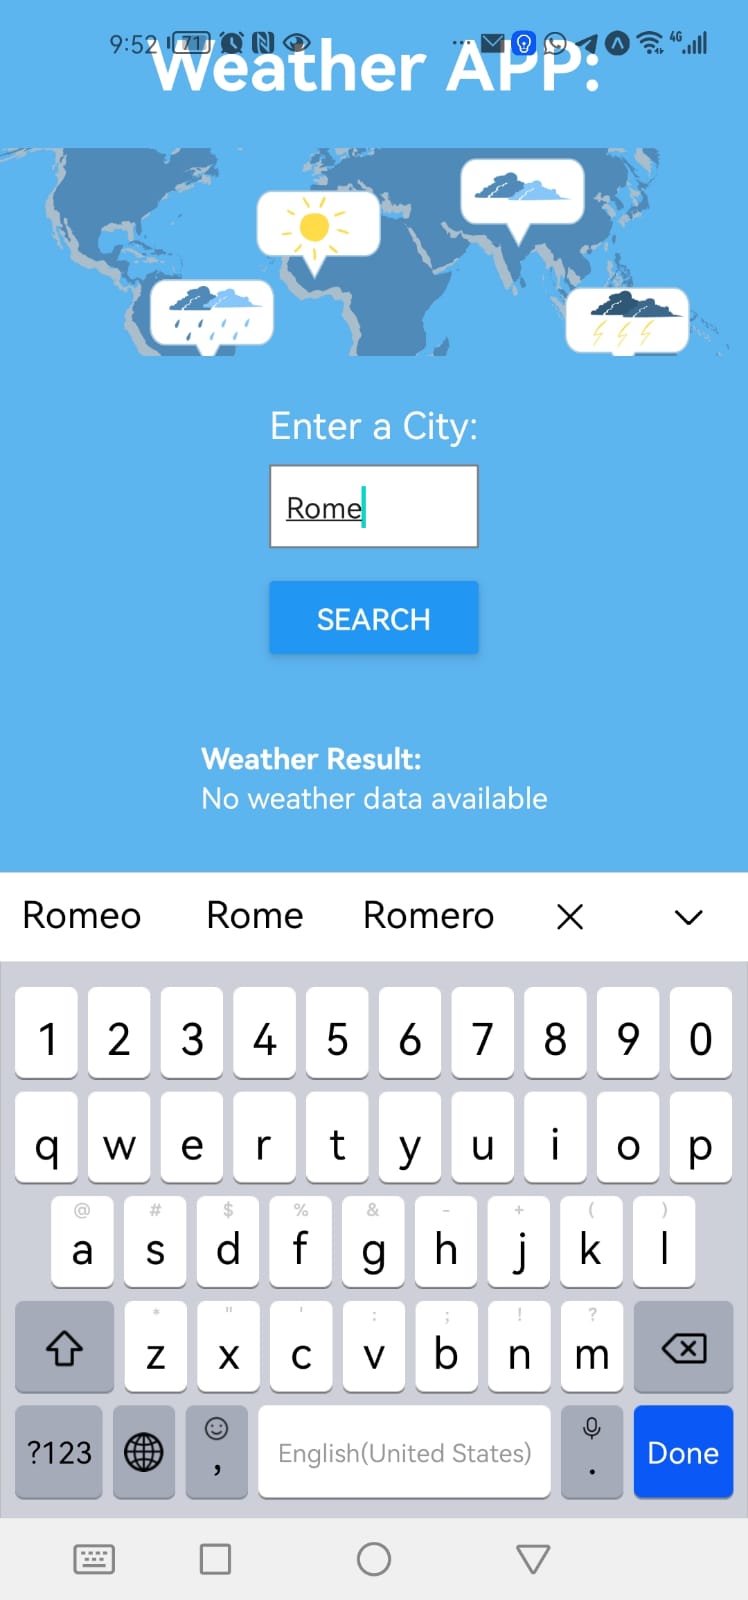 9:52 71 4G
Weather APP:
Enter a City:
Rome
SEARCH
Weather Result:
No weather data available
Romeo Rome Romero
1 2 3 4 5 6 7 8 9 0
q w e r t y u i o p
@ # $ % & - + ( )
a s d f g h j k l
* " ' : ; ! ?
z x c v b n m
?123 , English(United States) . Done